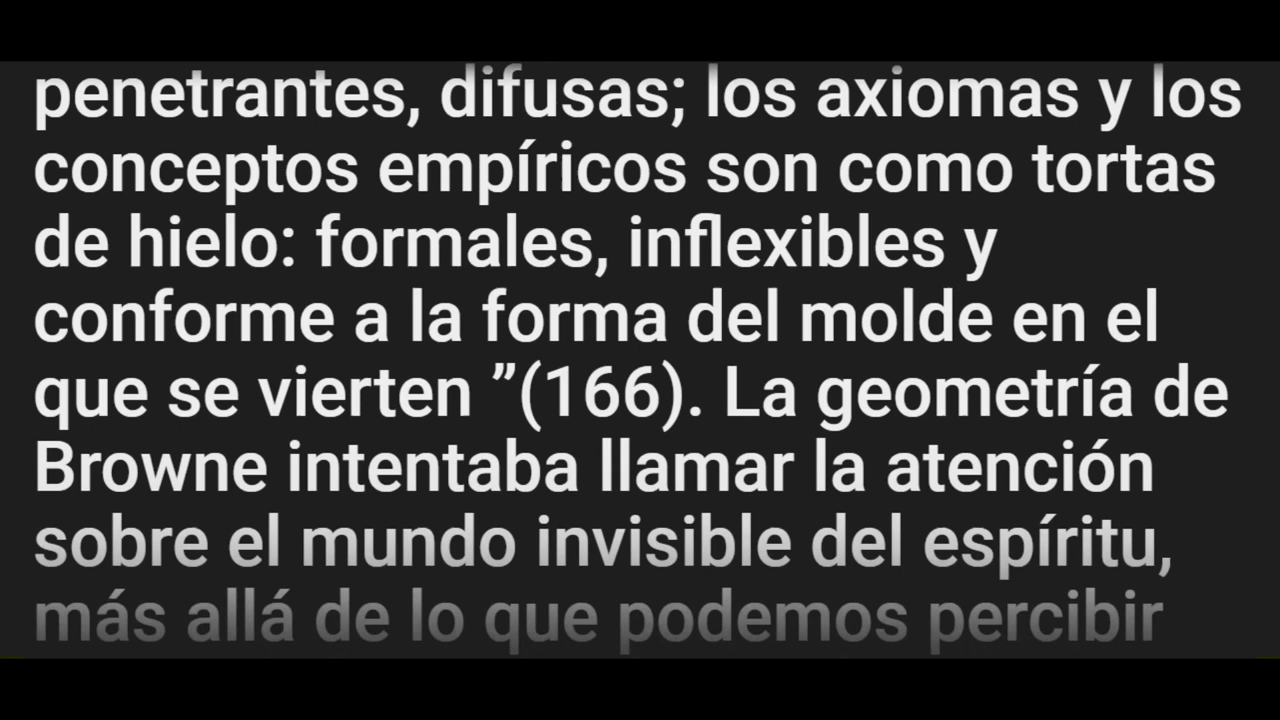 penetrantes, difusas; los axiomas y los
conceptos empíricos son como tortas
de hielo: formales, inflexibles y
conforme a la forma del molde en el
que se vierten ”(166). La geometría de
Browne intentaba llamar la atención
sobre el mundo invisible del espíritu,
más allá de lo que podemos percibir